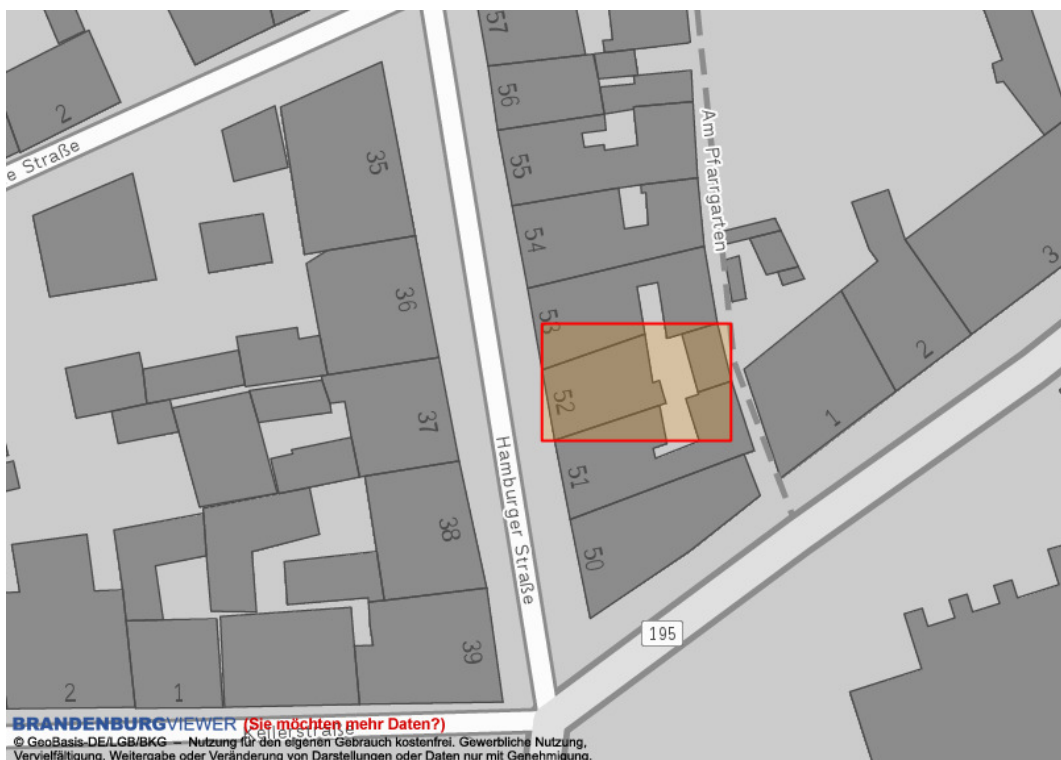 57
56
55
54
53
52
51
50
35
36
37
38
39
2
e Straße
Am Pfarrgarten
Hamburger Straße
3
2
1
195
2
1
Kellerstraße
BRANDENBURGVIEWER (Sie möchten mehr Daten?)
© GeoBasis-DE/LGB/BKG – Nutzung für den eigenen Gebrauch kostenfrei. Gewerbliche Nutzung,
Vervielfältigung, Weitergabe oder Veränderung von Darstellungen oder Daten nur mit Genehmigung.